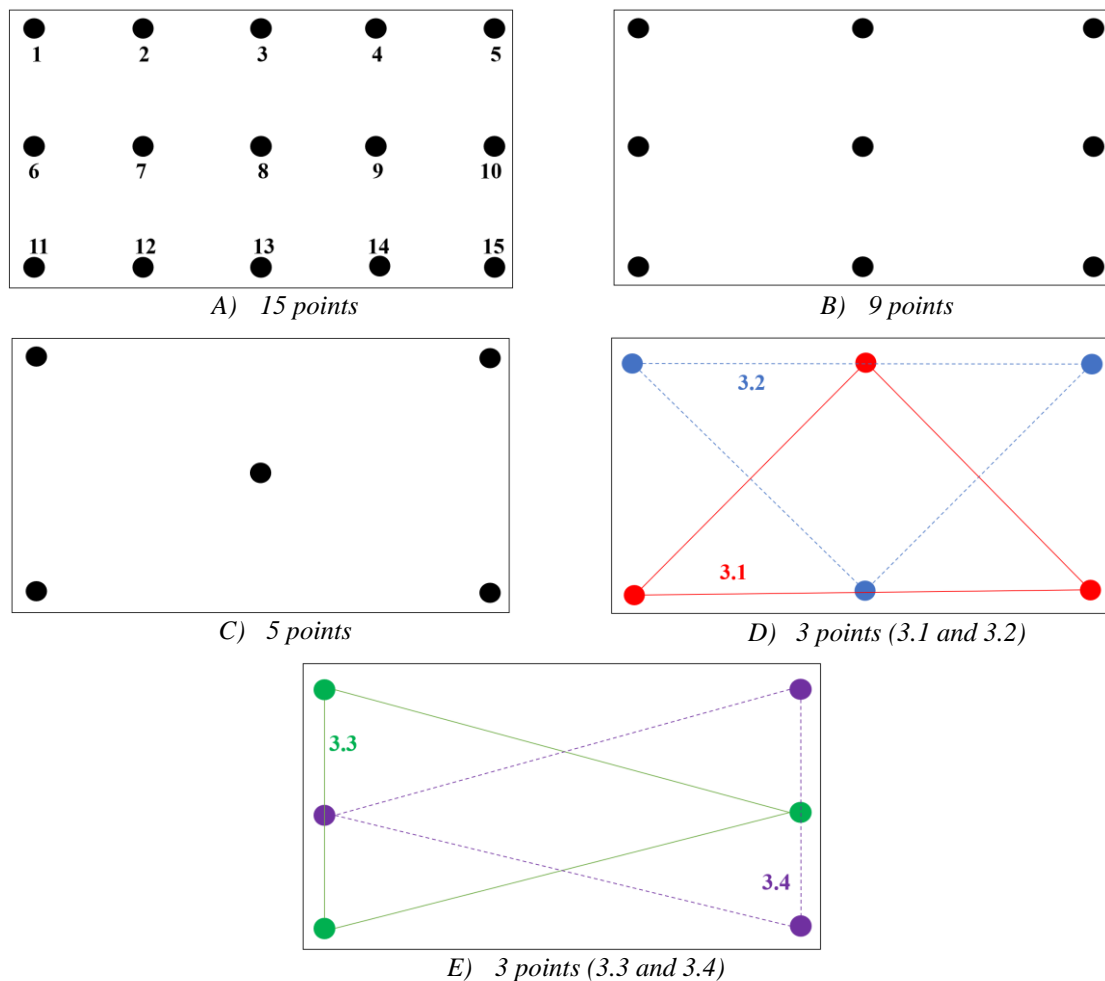 1 2 3 4 5
6 7 8 9 10
11 12 13 14 15
A) 15 points
B) 9 points
C) 5 points
3.2
3.1
D) 3 points (3.1 and 3.2)
3.3
3.4
E) 3 points (3.3 and 3.4)